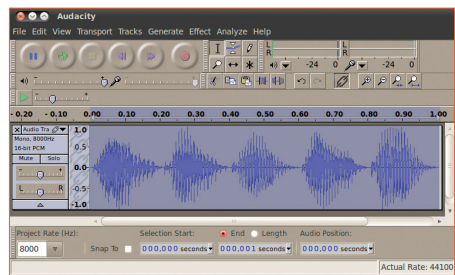 Audacity
File Edit View Transport Tracks Generate Effect Analyze Help
L L
R R
-24 0 -24 0
- 0.20 - 0.10 0.00 0.10 0.20 0.30 0.40 0.50 0.60 0.70 0.80 0.90 1.00
Audio Tra 1.0
Mono, 8000Hz
16-bit PCM 0.5
Mute Solo
- + 0.0
L R -0.5
-1.0
Project Rate (Hz): Selection Start: End Length Audio Position:
8000 Snap To 000,000 seconds 000,001 seconds 000,000 seconds
Actual Rate: 44100